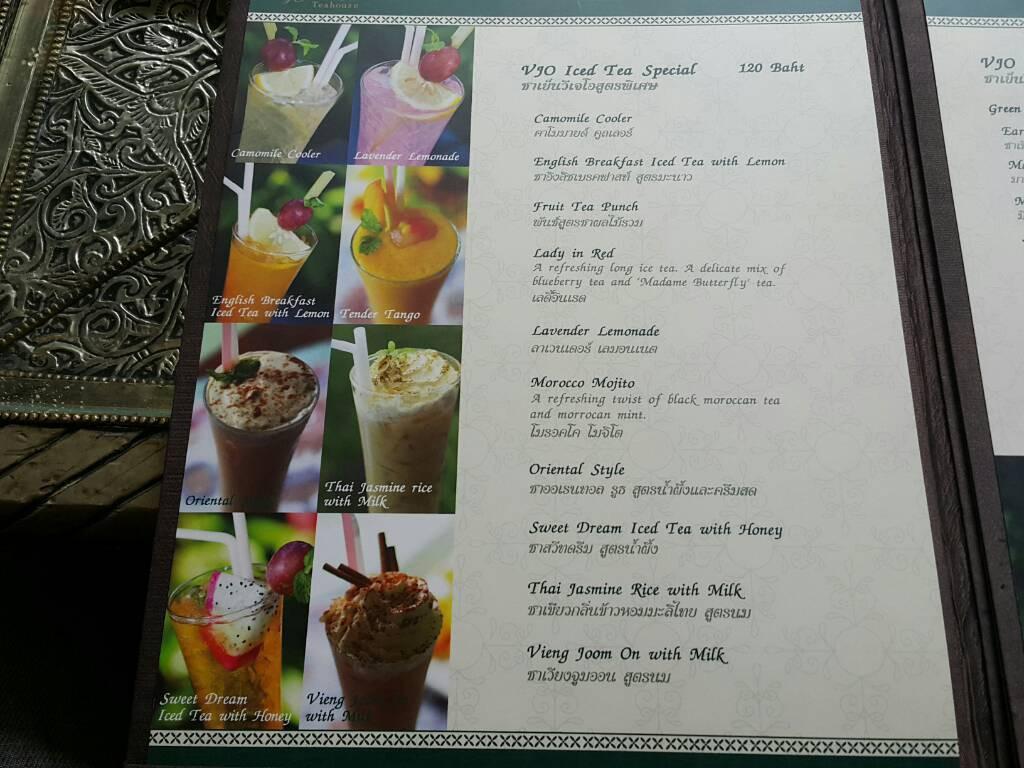 Teahouse
Camomile Cooler
Lavender Lemonade
English Breakfast
Iced Tea with Lemon
Tender Tango
Oriental
Thai Jasmine rice
with Milk
Sweet Dream
Iced Tea with Honey
Vieng
with Milk
VJO Iced Tea Special 120 Baht
ชาเย็นวีเจโอสูตรพิเศษ
Camomile Cooler
คาโมมายด์ คูลเลอร์
English Breakfast Iced Tea with Lemon
ชาอิงลิชเบรคฟาสท์ สูตรมะนาว
Fruit Tea Punch
พันช์สูตรชาผลไม้รวม
Lady in Red
A refreshing long ice tea. A delicate mix of
blueberry tea and 'Madame Butterfly' tea.
เลดี้อินเรด
Lavender Lemonade
ลาเวนเดอร์ เลมอนเนด
Morocco Mojito
A refreshing twist of black moroccan tea
and morrocan mint.
โมรอคโค โมจิโต
Oriental Style
ชาออเรนทอล รูธ สูตรน้ำผึ้งและครีมสด
Sweet Dream Iced Tea with Honey
ชาสวีทดรีม สูตรน้ำผึ้ง
Thai Jasmine Rice with Milk
ชาเขียวกลิ่นข้าวหอมมะลิไทย สูตรนม
Vieng Joom On with Milk
ชาเวียงจูมออน สูตรนม
VJO
ชาเย็น
Green